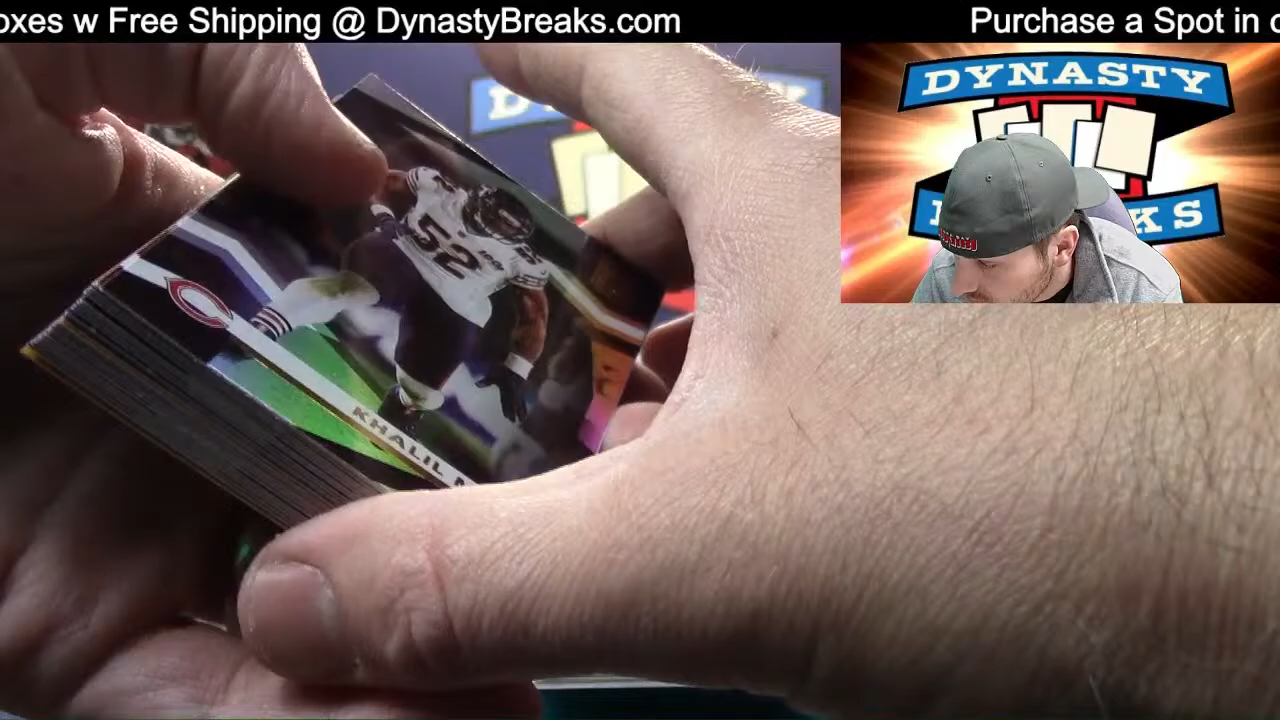 oxes w Free Shipping @ DynastyBreaks.com
Purchase a Spot in
DYNASTY
KS
52
KHALIL